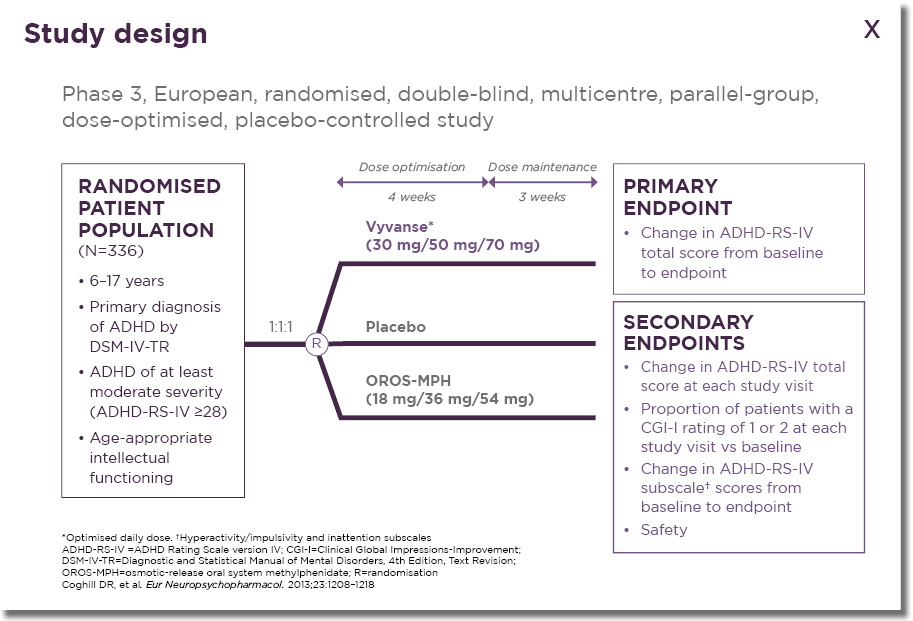 Study design
X
Phase 3, European, randomised, double-blind, multicentre, parallel-group,
dose-optimised, placebo-controlled study
RANDOMISED
PATIENT
POPULATION
(N=336)
• 6–17 years
• Primary diagnosis
of ADHD by
DSM-IV-TR
• ADHD of at least
moderate severity
(ADHD-RS-IV ≥28)
• Age-appropriate
intellectual
functioning
1:1:1
R
Dose optimisation
Dose maintenance
4 weeks
3 weeks
Vyvanse*
(30 mg/50 mg/70 mg)
Placebo
OROS-MPH
(18 mg/36 mg/54 mg)
PRIMARY
ENDPOINT
• Change in ADHD-RS-IV
total score from baseline
to endpoint
SECONDARY
ENDPOINTS
• Change in ADHD-RS-IV total
score at each study visit
• Proportion of patients with a
CGI-I rating of 1 or 2 at each
study visit vs baseline
• Change in ADHD-RS-IV
subscale† scores from
baseline to endpoint
• Safety
*Optimised daily dose. †Hyperactivity/impulsivity and inattention subscales
ADHD-RS-IV =ADHD Rating Scale version IV; CGI-I=Clinical Global Impressions-Improvement;
DSM-IV-TR=Diagnostic and Statistical Manual of Mental Disorders, 4th Edition, Text Revision;
OROS-MPH=osmotic-release oral system methylphenidate; R=randomisation
Coghill DR, et al. Eur Neuropsychopharmacol. 2013;23:1208–1218